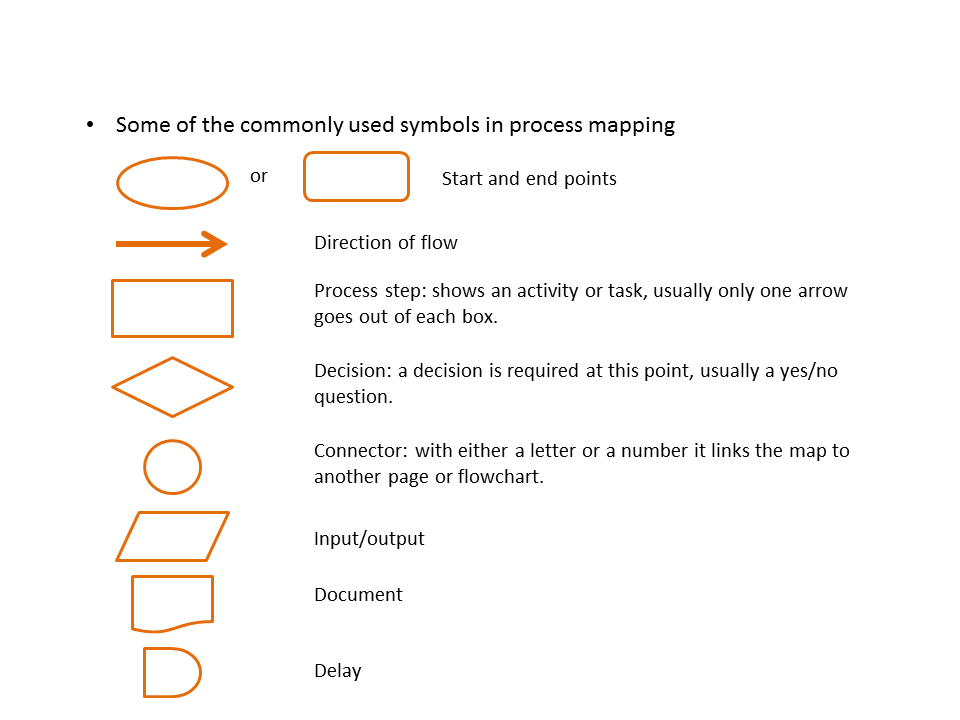 • Some of the commonly used symbols in process mapping
or
Start and end points
Direction of flow
Process step: shows an activity or task, usually only one arrow
goes out of each box.
Decision: a decision is required at this point, usually a yes/no
question.
Connector: with either a letter or a number it links the map to
another page or flowchart.
Input/output
Document
Delay